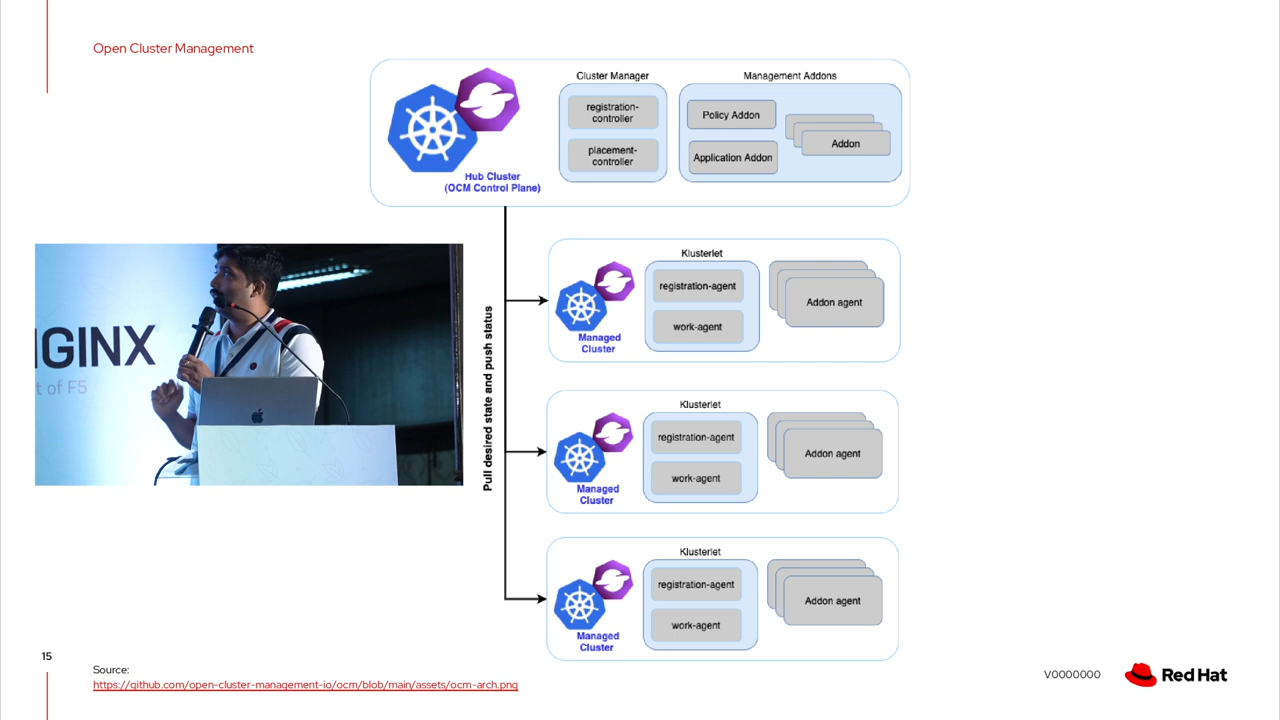 Open Cluster Management
Cluster Manager
Management Addons
registration-
controller
placement-
controller
Policy Addon
Application Addon
Addon
Hub Cluster
(OCM Control Plane)
Pull desired state and push status
Klusterlet
registration-agent
work-agent
Addon agent
Managed
Cluster
Klusterlet
registration-agent
work-agent
Addon agent
Managed
Cluster
Klusterlet
registration-agent
work-agent
Addon agent
Managed
Cluster
IGINX
t of F5
15
Source:
https://github.com/open-cluster-management-io/ocm/blob/main/assets/ocm-arch.png
V0000000
Red Hat